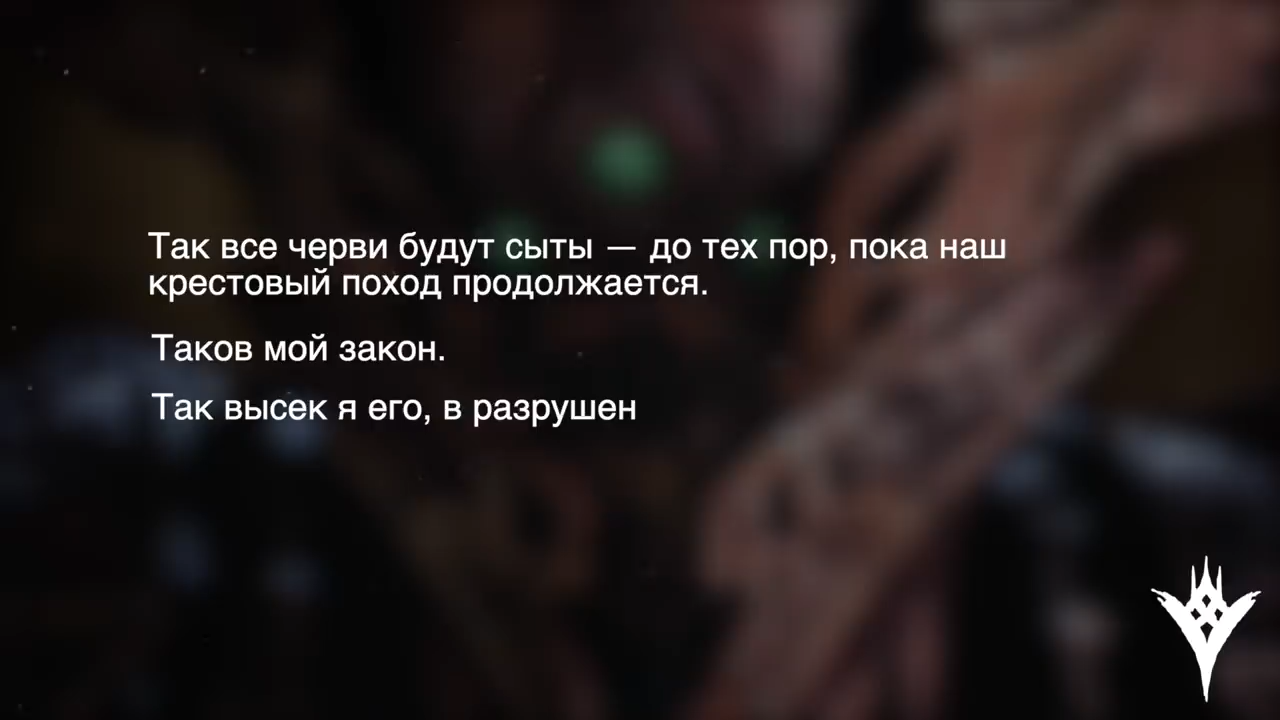 Так все черви будут сыты — до тех пор, пока наш
крестовый поход продолжается.
Таков мой закон.
Так высек я его, в разрушен